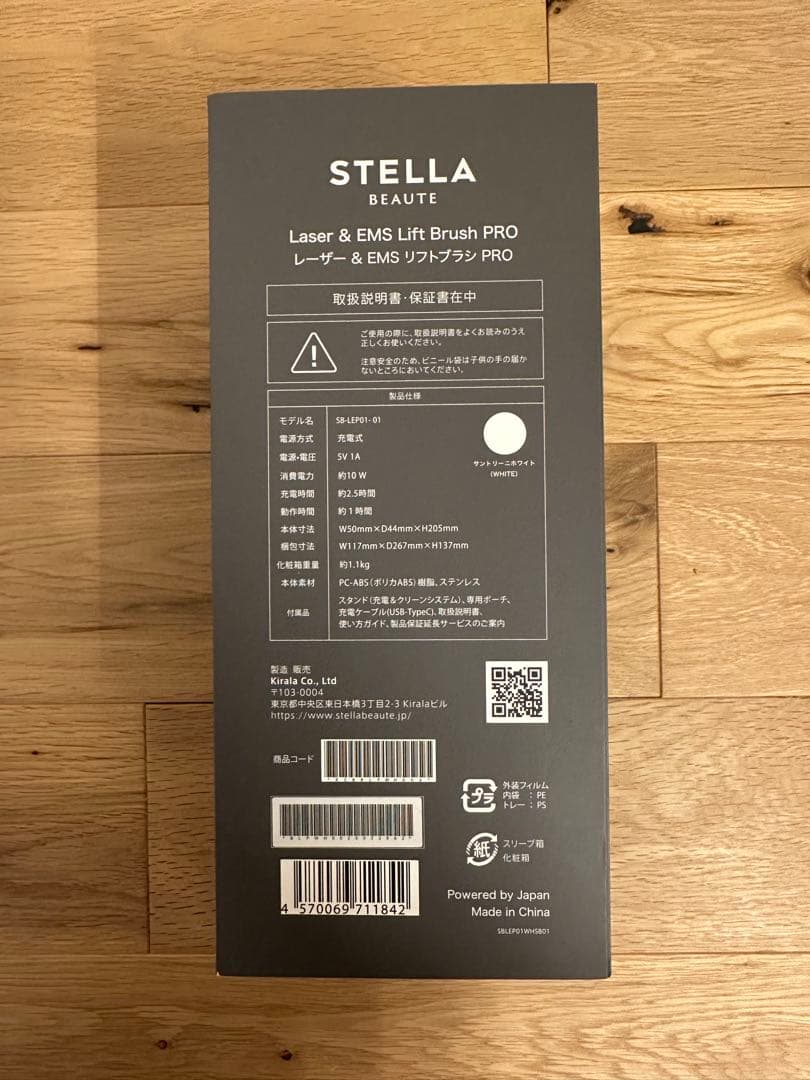 STELLA
BEAUTE
Laser & EMS Lift Brush PRO
レーザー & EMS リフトブラシ PRO
取扱説明書・保証書在中
ご使用の際に、取扱説明書をよくお読みのうえ
正しくお使いください。
注意安全のため、ビニール袋は子供の手の届か
ないところにおいてください。
製品仕様
モデル名 SB-LEP01- 01
電源方式 充電式
電源・電圧 5V 1A
消費電力 約10 W
充電時間 約2.5時間
動作時間 約1時間
本体寸法 W50mm×D44mm×H205mm
梱包寸法 W117mm×D267mm×H137mm
化粧箱重量 約1.1kg
本体素材 PC-ABS（ポリカABS）樹脂、ステンレス
付属品 スタンド（充電&クリーンシステム）、専用ポーチ、
充電ケーブル(USB-TypeC)、取扱説明書、
使い方ガイド、製品保証延長サービスのご案内
サントリーニホワイト
(WHITE)
製造 販売
Kirala Co., Ltd
〒103-0004
東京都中央区東日本橋3丁目2-3 Kiralaビル
https://www.stellabeaute.jp/
商品コード
4 570069 711842
プラ
外装フィルム
内袋 : PE
トレー : PS
紙
スリーブ箱
化粧箱
Powered by Japan
Made in China
SBLEP01WHSB01